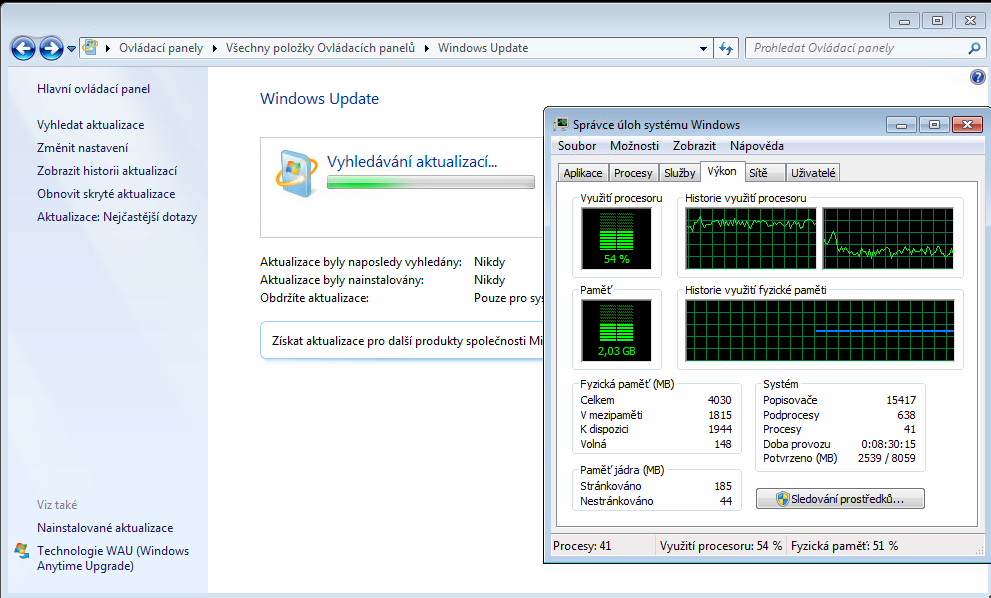 Ovládací panely
Všechny položky Ovládacích panelů
Windows Update
Prohledat Ovládací panely
Hlavní ovládací panel
Vyhledat aktualizace
Změnit nastavení
Zobrazit historii aktualizací
Obnovit skryté aktualizace
Aktualizace: Nejčastější dotazy
Viz také
Nainstalované aktualizace
Technologie WAU (Windows
Anytime Upgrade)
Windows Update
Vyhledávání aktualizací...
Aktualizace byly naposledy vyhledány: Nikdy
Aktualizace byly nainstalovány: Nikdy
Obdržíte aktualizace: Pouze pro sys
Získat aktualizace pro další produkty společnosti Mi
Správce úloh systému Windows
Soubor Možnosti Zobrazit Nápověda
Aplikace Procesy Služby Výkon Sítě Uživatelé
Využití procesoru
54 %
Historie využití procesoru
Paměť
2,03 GB
Historie využití fyzické paměti
Fyzická paměť (MB)
Celkem 4030
V mezipaměti 1815
K dispozici 1944
Volná 148
Paměť jádra (MB)
Stránkováno 185
Nestránkováno 44
Systém
Popisovače 15417
Podprocesy 638
Procesy 41
Doba provozu 0:08:30:15
Potvrzeno (MB) 2539 / 8059
Sledování prostředků...
Procesy: 41 Využití procesoru: 54 % Fyzická paměť: 51 %